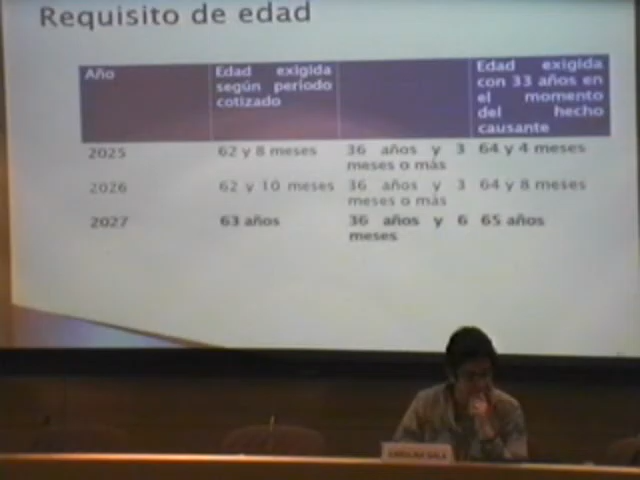 Requisito de edad
Año
Edad exigida
según período
cotizado
Edad exigida
con 33 años en
el momento
del hecho
causante
2025 62 y 8 meses 36 años y 3 64 y 4 meses
meses o más
2026 62 y 10 meses 36 años y 3 64 y 8 meses
meses o más
2027 63 años 36 años y 6 65 años
meses